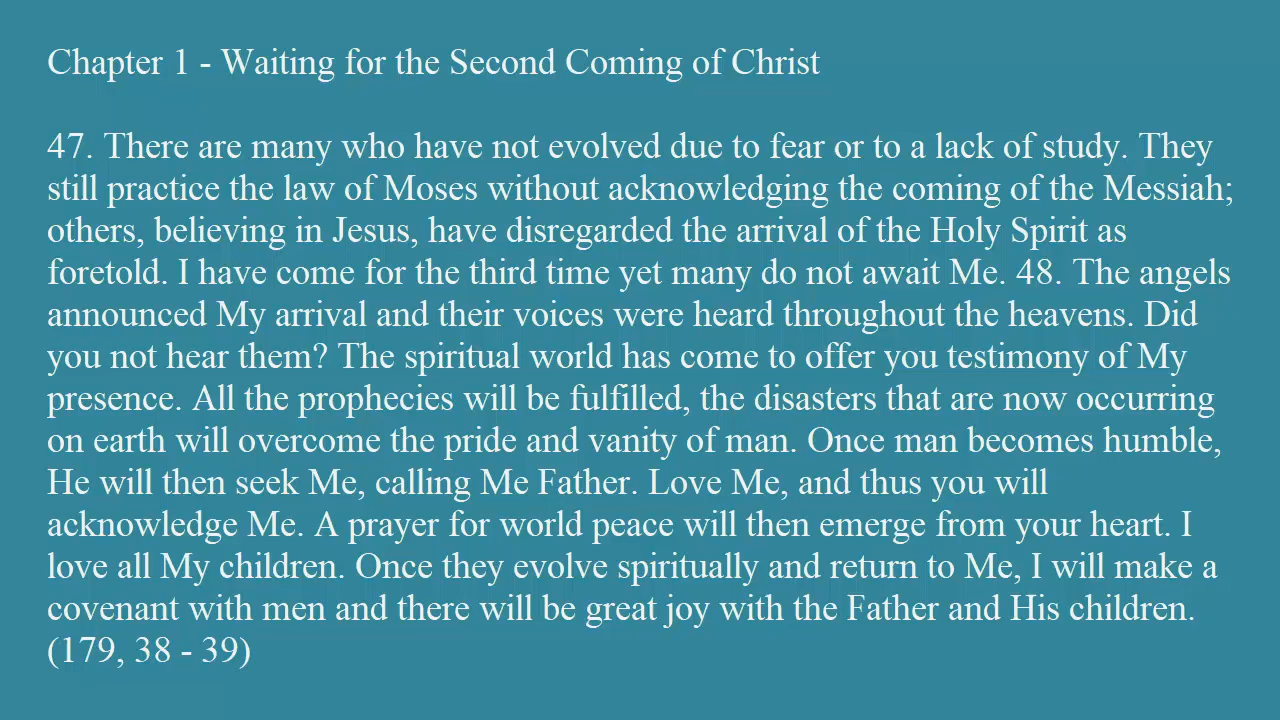 Chapter 1 - Waiting for the Second Coming of Christ
47. There are many who have not evolved due to fear or to a lack of study. They
still practice the law of Moses without acknowledging the coming of the Messiah;
others, believing in Jesus, have disregarded the arrival of the Holy Spirit as
foretold. I have come for the third time yet many do not await Me. 48. The angels
announced My arrival and their voices were heard throughout the heavens. Did
you not hear them? The spiritual world has come to offer you testimony of My
presence. All the prophecies will be fulfilled, the disasters that are now occurring
on earth will overcome the pride and vanity of man. Once man becomes humble,
He will then seek Me, calling Me Father. Love Me, and thus you will
acknowledge Me. A prayer for world peace will then emerge from your heart. I
love all My children. Once they evolve spiritually and return to Me, I will make a
covenant with men and there will be great joy with the Father and His children.
(179, 38 - 39)